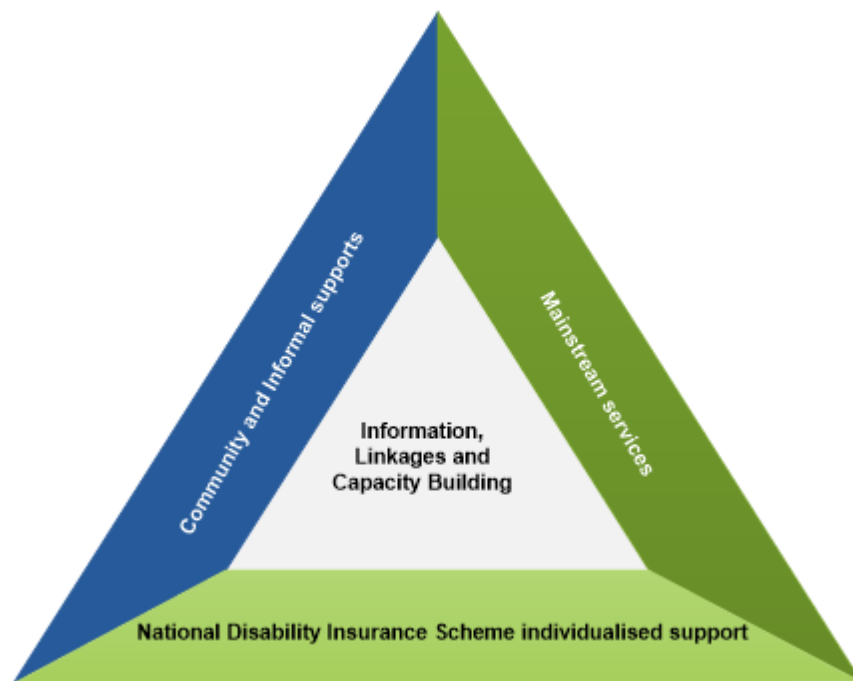 Community and Informal supports
Mainstream services
Information,
Linkages and
Capacity Building
National Disability Insurance Scheme individualised support